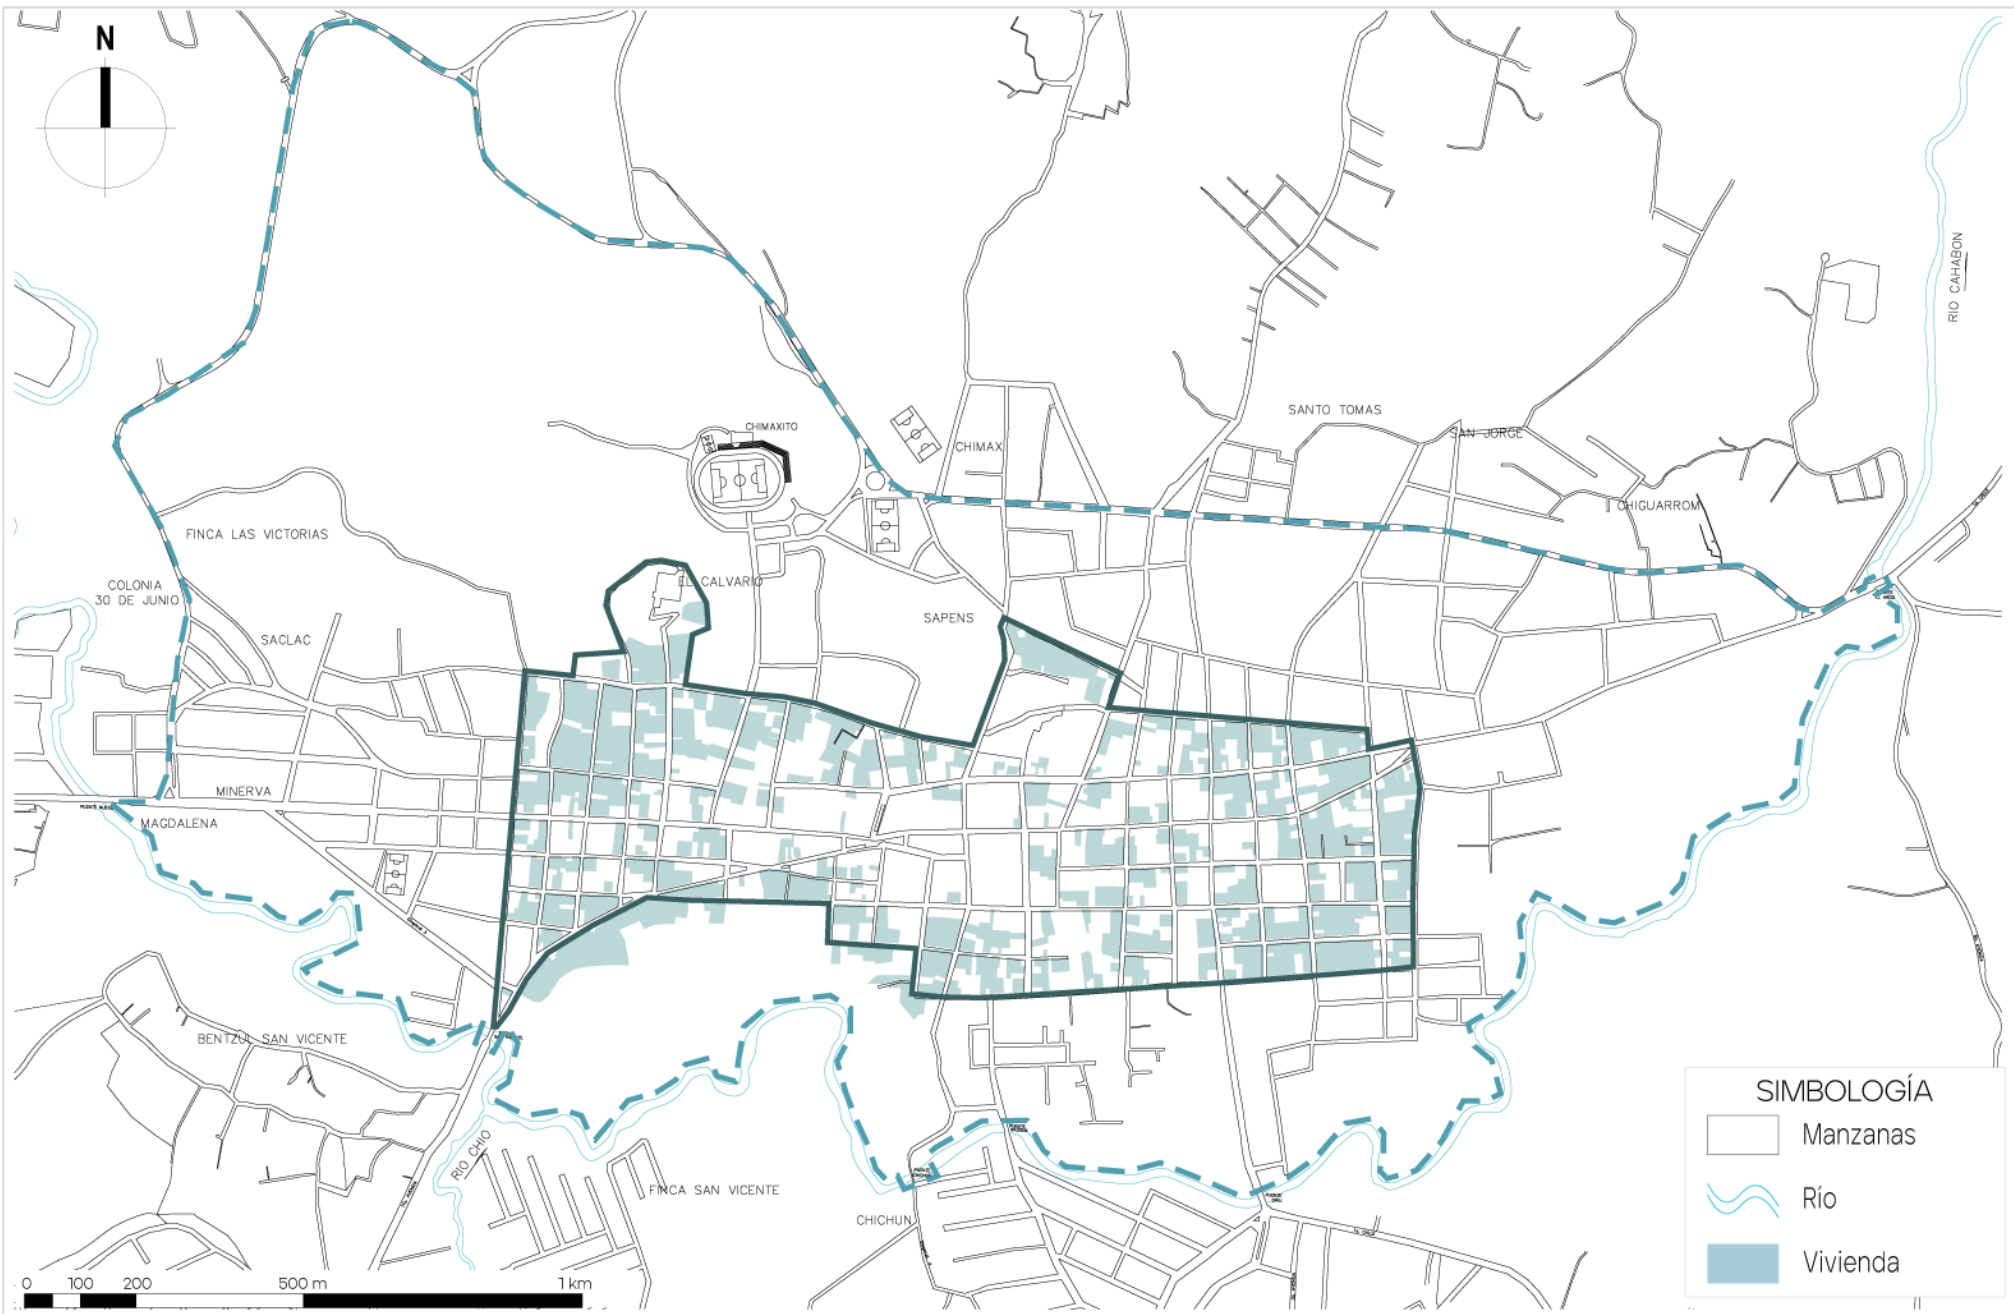 N
RIO CAHABON
SANTO TOMAS
CHIMAXITO
SAN JORGE
CHIMAX
CHIGUARROM
FINCA LAS VICTORIAS
EL CALVARIO
COLONIA
30 DE JUNIO
SAPENS
SACLAC
MINERVA
PUENTE NUEVO
MAGDALENA
BENTZUL SAN VICENTE
RIO CHIO
FINCA SAN VICENTE
CHICHUN
SIMBOLOGÍA
Manzanas
Río
Vivienda
0 100 200 500 m 1 km